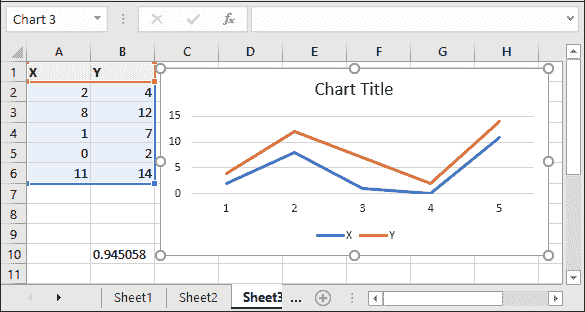 Chart 3 fx
A B C D E F G H
1 X Y
2 2 4
3 8 12
4 1 7
5 0 2
6 11 14
7
8
9
10 0.945058
11
Chart Title
15
10
5
0
1 2 3 4 5
X Y
Sheet1 Sheet2 Sheet3 ...